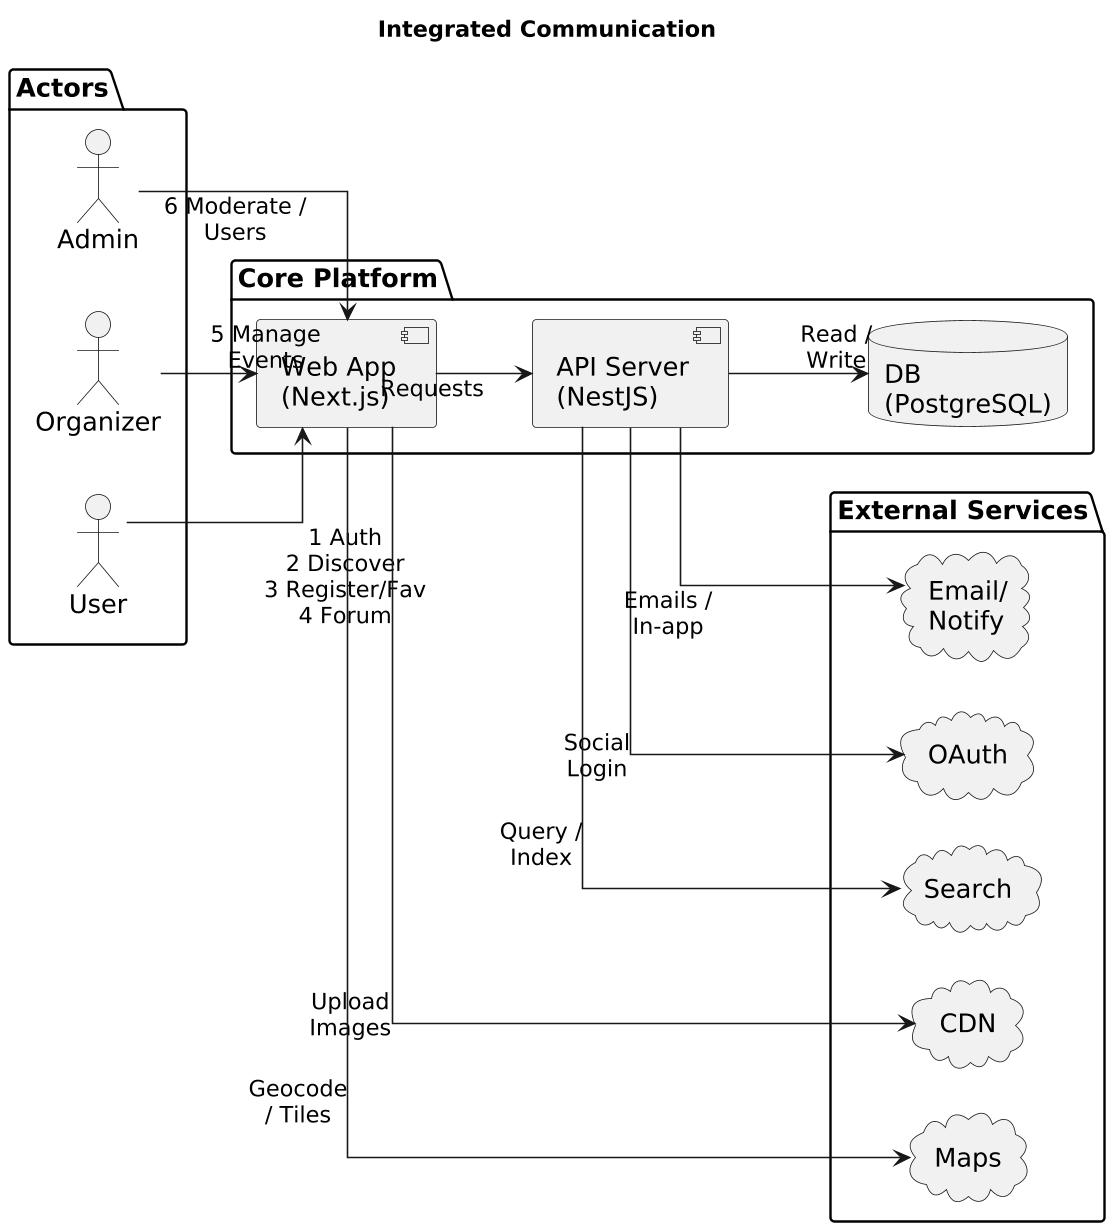 Integrated Communication
Actors
Admin
6 Moderate /
Users
Core Platform
5 Manage
Events
Organizer
Web App
(Next.js)
Requests
API Server
(NestJS)
Read /
Write
DB
(PostgreSQL)
User
1 Auth
2 Discover
3 Register/Fav
4 Forum
External Services
Emails /
In-app
Email/
Notify
Social
Login
OAuth
Query /
Index
Search
Upload
Images
CDN
Geocode
/ Tiles
Maps